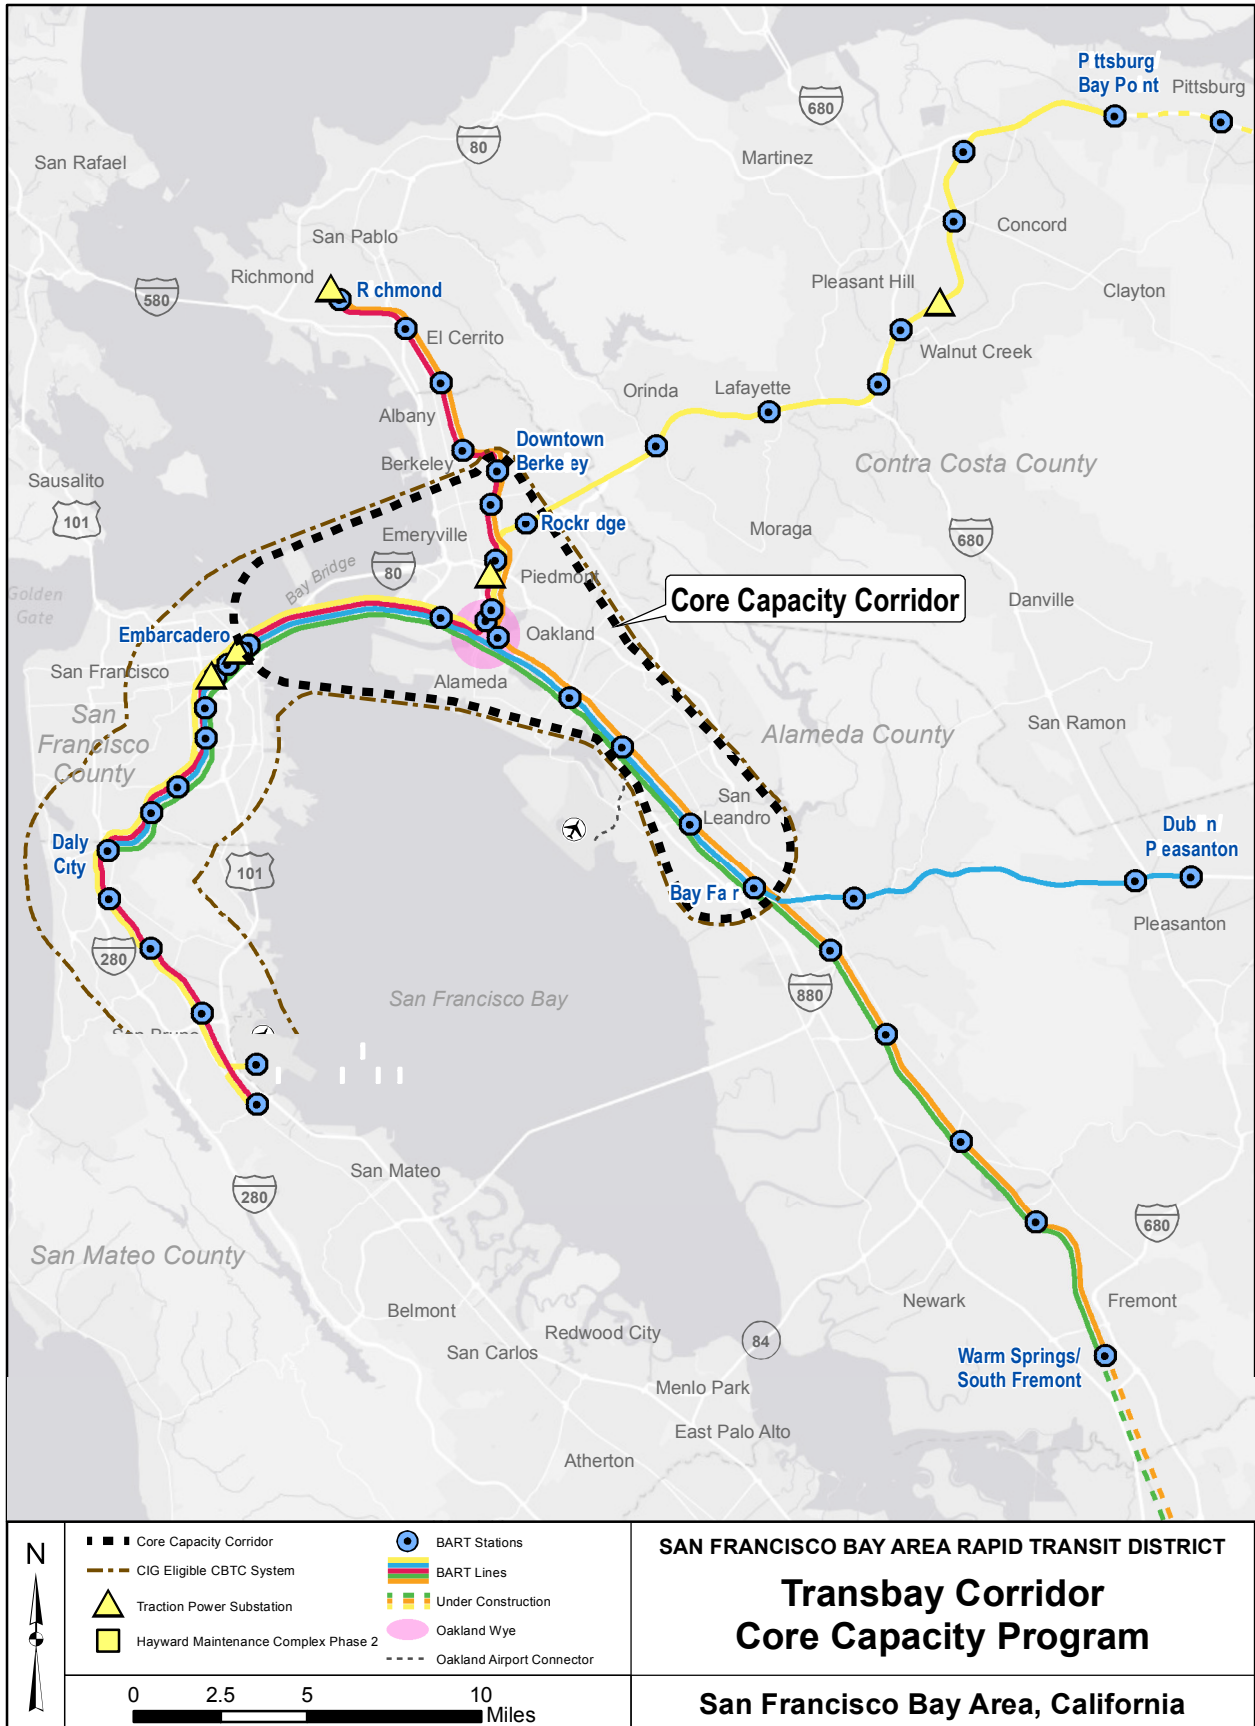 Pittsburg
Bay Point
Pittsburg
680
80
Martinez
San Rafael
Concord
San Pablo
Richmond
Richmond
580
Pleasant Hill
Clayton
El Cerrito
Walnut Creek
Orinda
Lafayette
Albany
Downtown
Berkeley
Berkeley
Contra Costa County
Sausalito
101
Rockridge
Emeryville
Moraga
680
Bay Bridge
80
Piedmont
Golden
Gate
Core Capacity Corridor
Danville
Embarcadero
Oakland
San Francisco
Alameda
San
Francisco
County
San Ramon
Alameda County
San
Leandro
Daly
City
Dublin
Pleasanton
101
Bay Fair
Pleasanton
280
880
San Francisco Bay
San Bruno
San Mateo
280
680
San Mateo County
Newark
Fremont
Belmont
Redwood City
84
San Carlos
Warm Springs/
South Fremont
Menlo Park
East Palo Alto
Atherton
N
Core Capacity Corridor
CIG Eligible CBTC System
Traction Power Substation
Hayward Maintenance Complex Phase 2
BART Stations
BART Lines
Under Construction
Oakland Wye
Oakland Airport Connector
0 2.5 5 10
Miles
SAN FRANCISCO BAY AREA RAPID TRANSIT DISTRICT
Transbay Corridor
Core Capacity Program
San Francisco Bay Area, California